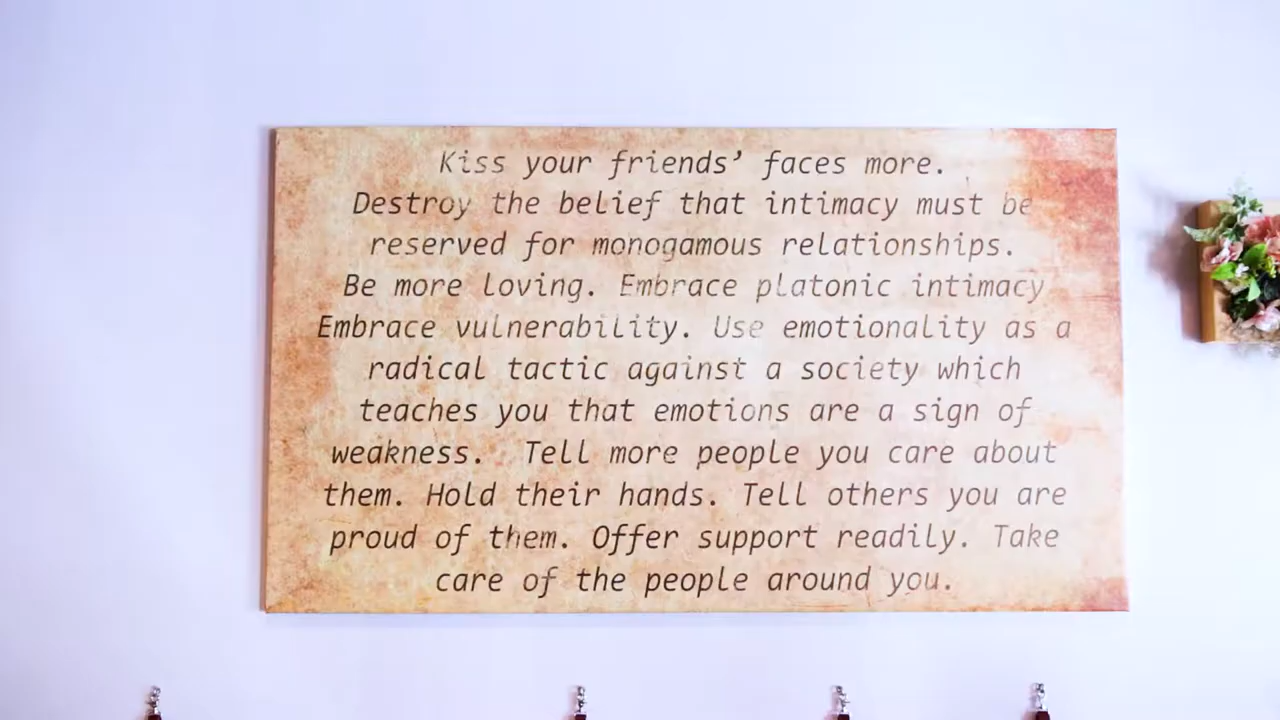 Kiss your friends’ faces more.
Destroy the belief that intimacy must be
reserved for monogamous relationships.
Be more loving. Embrace platonic intimacy
Embrace vulnerability. Use emotionality as a
radical tactic against a society which
teaches you that emotions are a sign of
weakness.  Tell more people you care about
them. Hold their hands. Tell others you are
proud of them. Offer support readily. Take
care of the people around you.